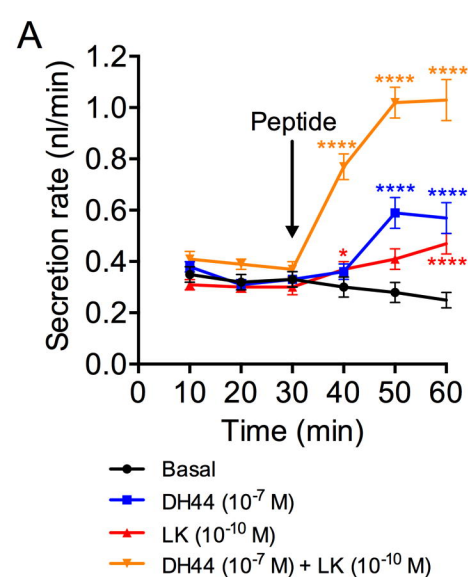 A
Secretion rate (nl/min)
1.2
1.0
0.8
0.6
0.4
0.2
0.0
Peptide
****
****
****
****
****
*
****
0 10 20 30 40 50 60
Time (min)
Basal
DH44 (10⁻⁷ M)
LK (10⁻¹⁰ M)
DH44 (10⁻⁷ M) + LK (10⁻¹⁰ M)